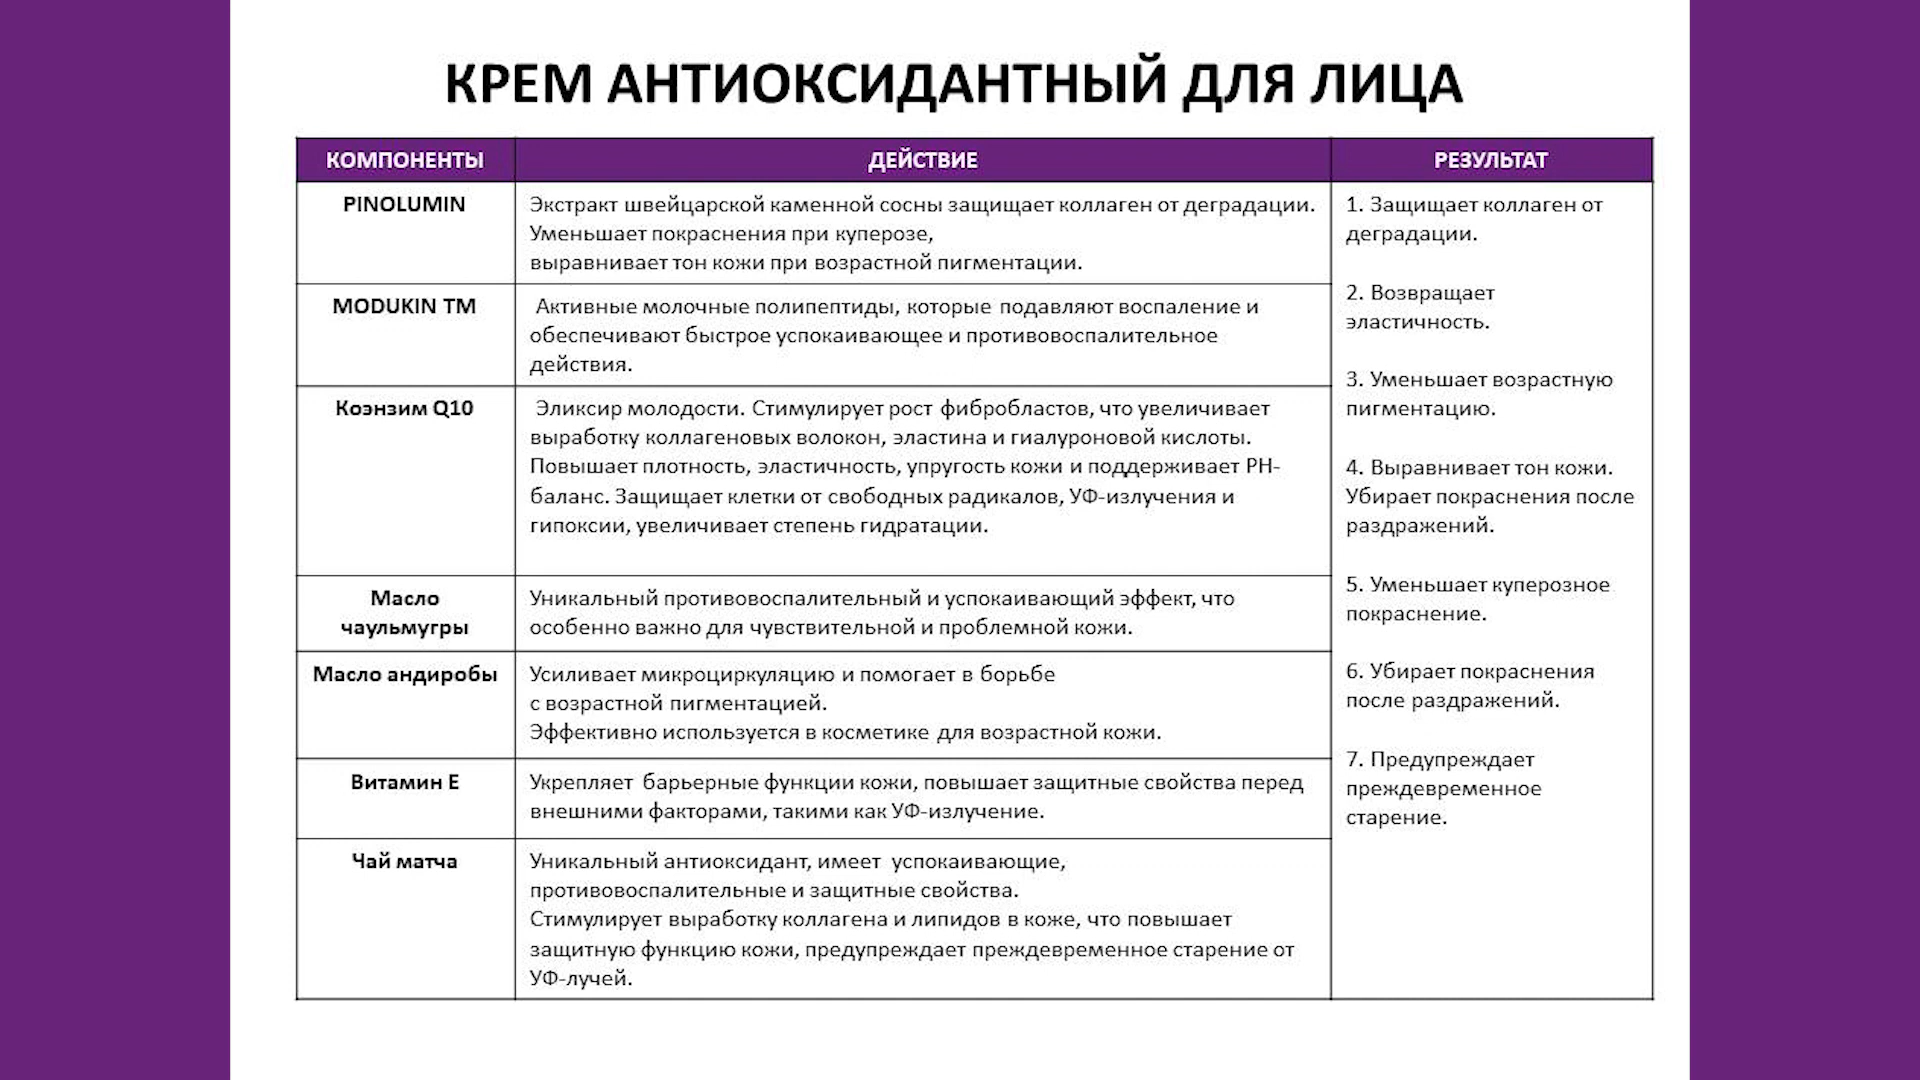 КРЕМ АНТИОКСИДАНТНЫЙ ДЛЯ ЛИЦА
КОМПОНЕНТЫ
ДЕЙСТВИЕ
РЕЗУЛЬТАТ
PINOLUMIN
Экстракт швейцарской каменной сосны защищает коллаген от деградации.
Уменьшает покраснения при куперозе,
выравнивает тон кожи при возрастной пигментации.
MODUKIN TM
Активные молочные полипептиды, которые подавляют воспаление и
обеспечивают быстрое успокаивающее и противовоспалительное
действия.
Коэнзим Q10
Эликсир молодости. Стимулирует рост фибробластов, что увеличивает
выработку коллагеновых волокон, эластина и гиалуроновой кислоты.
Повышает плотность, эластичность, упругость кожи и поддерживает PH-
баланс. Защищает клетки от свободных радикалов, УФ-излучения и
гипоксии, увеличивает степень гидратации.
Масло
чаульмугры
Уникальный противовоспалительный и успокаивающий эффект, что
особенно важно для чувствительной и проблемной кожи.
Масло андиробы
Усиливает микроциркуляцию и помогает в борьбе
с возрастной пигментацией.
Эффективно используется в косметике для возрастной кожи.
Витамин Е
Укрепляет барьерные функции кожи, повышает защитные свойства перед
внешними факторами, такими как УФ-излучение.
Чай матча
Уникальный антиоксидант, имеет успокаивающие,
противовоспалительные и защитные свойства.
Стимулирует выработку коллагена и липидов в коже, что повышает
защитную функцию кожи, предупреждает преждевременное старение от
УФ-лучей.
1. Защищает коллаген от
деградации.
2. Возвращает
эластичность.
3. Уменьшает возрастную
пигментацию.
4. Выравнивает тон кожи.
Убирает покраснения после
раздражений.
5. Уменьшает куперозное
покраснение.
6. Убирает покраснения
после раздражений.
7. Предупреждает
преждевременное
старение.